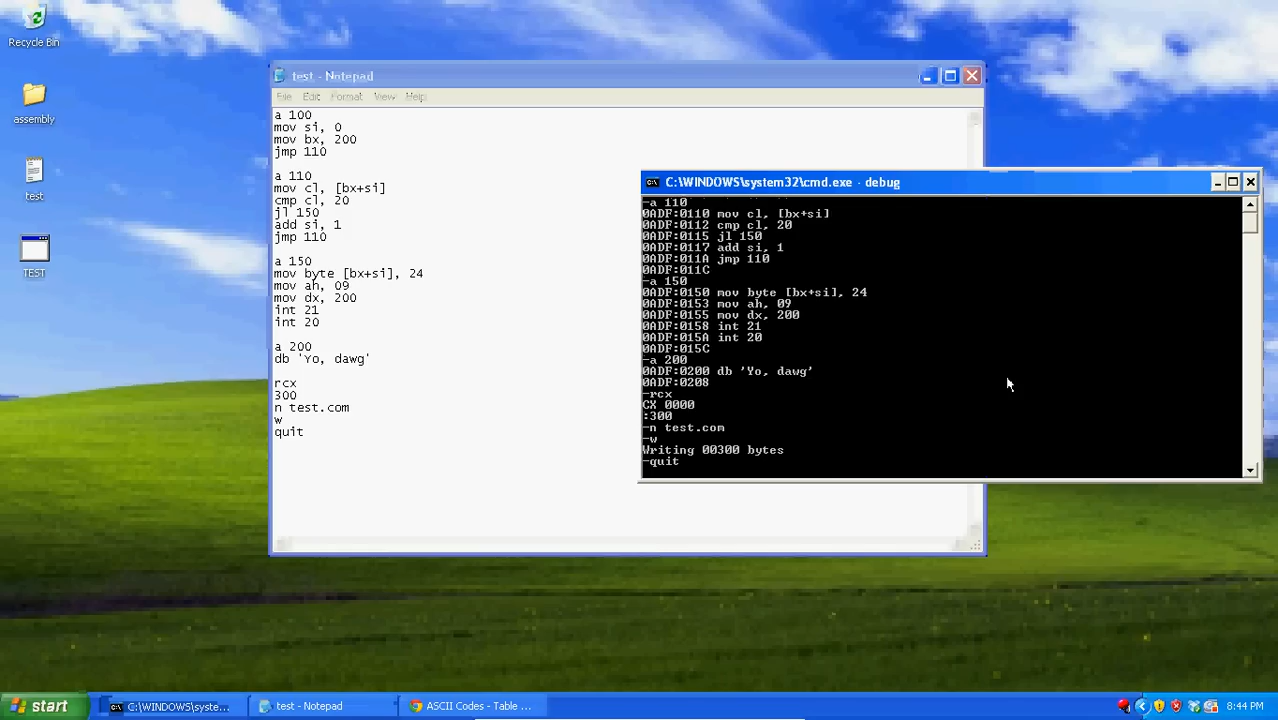 Recycle Bin
assembly
test
TEST
test - Notepad
File Edit Format View Help
a 100
mov si, 0
mov bx, 200
jmp 110
a 110
mov cl, [bx+si]
cmp cl, 20
jl 150
add si, 1
jmp 110
a 150
mov byte [bx+si], 24
mov ah, 09
mov dx, 200
int 21
int 20
a 200
db 'Yo, dawg'
rcx
300
n test.com
w
quit
C:\WINDOWS\system32\cmd.exe - debug
-a 110
0ADF:0110 mov cl, [bx+si]
0ADF:0112 cmp cl, 20
0ADF:0115 jl 150
0ADF:0117 add si, 1
0ADF:011A jmp 110
0ADF:011C
-a 150
0ADF:0150 mov byte [bx+si], 24
0ADF:0153 mov ah, 09
0ADF:0155 mov dx, 200
0ADF:0158 int 21
0ADF:015A int 20
0ADF:015C
-a 200
0ADF:0200 db 'Yo, dawg'
0ADF:0208
-rcx
CX 0000
:300
-n test.com
-w
Writing 00300 bytes
-quit
start
C:\WINDOWS\syste...
test - Notepad
ASCII Codes - Table ...
8:44 PM